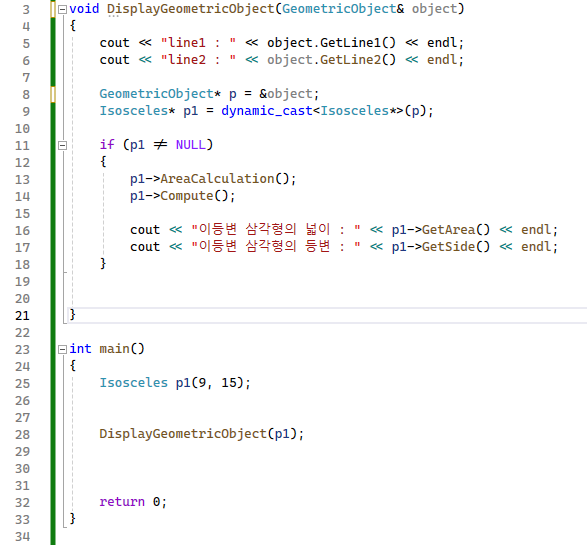 3 void DisplayGeometricObject(GeometricObject& object)
4 {
5 cout << "line1 : " << object.GetLine1() << endl;
6 cout << "line2 : " << object.GetLine2() << endl;
7
8 GeometricObject* p = &object;
9 Isosceles* p1 = dynamic_cast<Isosceles*>(p);
10
11 if (p1 ≠ NULL)
12 {
13 p1->AreaCalculation();
14 p1->Compute();
15
16 cout << "이등변 삼각형의 넓이 : " << p1->GetArea() << endl;
17 cout << "이등변 삼각형의 등변 : " << p1->GetSide() << endl;
18 }
19
20
21 }
22
23 int main()
24 {
25 Isosceles p1(9, 15);
26
27
28 DisplayGeometricObject(p1);
29
30
31
32 return 0;
33 }
34